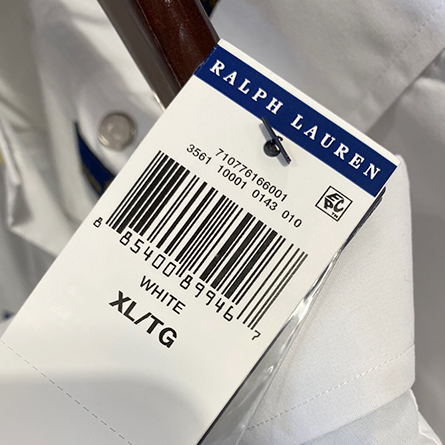 RALPH LAUREN
710776166001
3561 10001 0143 010
8 85400 89946 7
WHITE
XL/TG